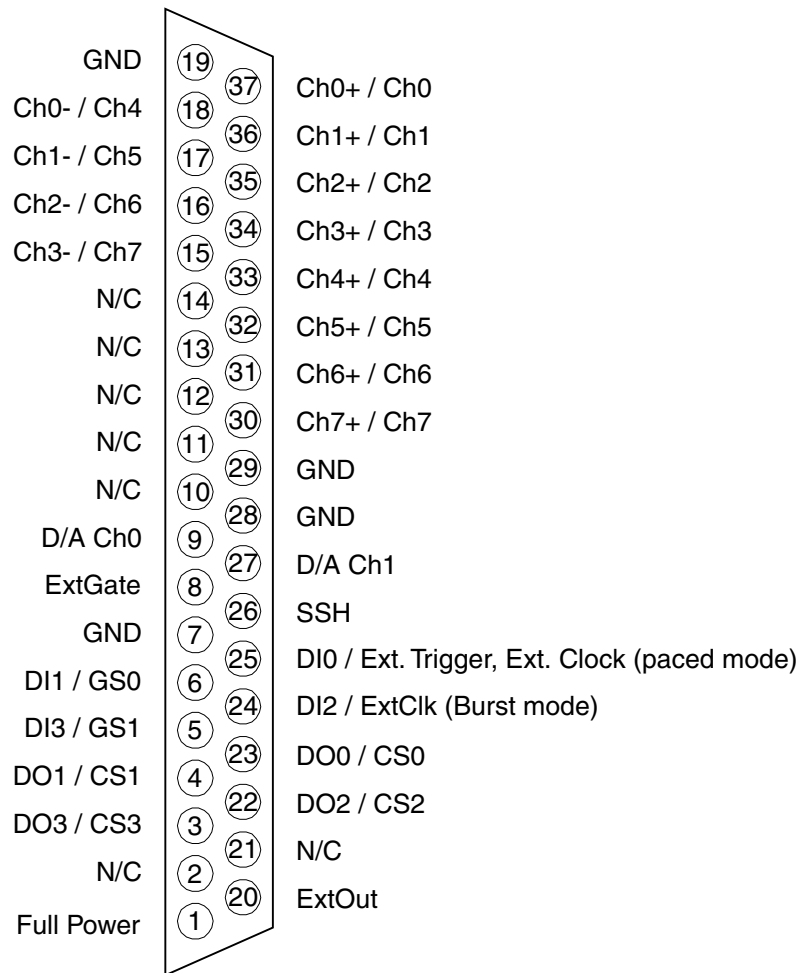 GND 19
37 Ch0+ / Ch0
Ch0- / Ch4 18
36 Ch1+ / Ch1
Ch1- / Ch5 17
35 Ch2+ / Ch2
Ch2- / Ch6 16
34 Ch3+ / Ch3
Ch3- / Ch7 15
33 Ch4+ / Ch4
N/C 14
32 Ch5+ / Ch5
N/C 13
31 Ch6+ / Ch6
N/C 12
30 Ch7+ / Ch7
N/C 11
29 GND
N/C 10
28 GND
D/A Ch0 9
27 D/A Ch1
ExtGate 8
26 SSH
GND 7
25 DI0 / Ext. Trigger, Ext. Clock (paced mode)
DI1 / GS0 6
24 DI2 / ExtClk (Burst mode)
DI3 / GS1 5
23 DO0 / CS0
DO1 / CS1 4
22 DO2 / CS2
DO3 / CS3 3
21 N/C
N/C 2
20 ExtOut
Full Power 1